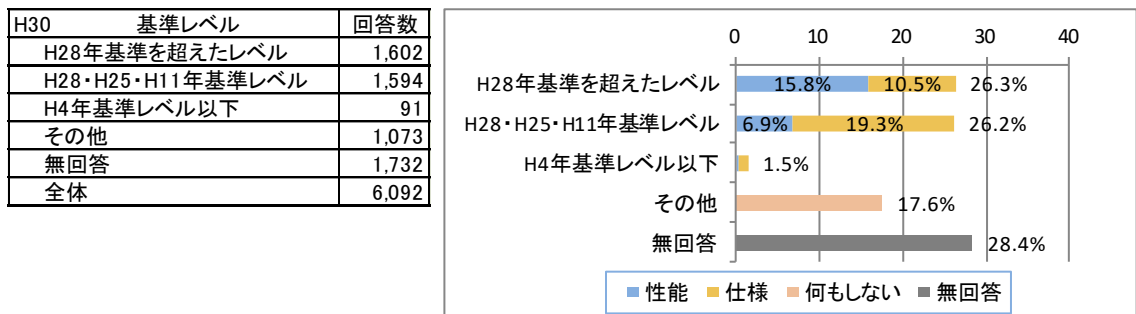 H30 基準レベル 回答数
H28年基準を超えたレベル 1,602
H28・H25・H11年基準レベル 1,594
H4年基準レベル以下 91
その他 1,073
無回答 1,732
全体 6,092
0 10 20 30 40
H28年基準を超えたレベル 15.8% 10.5% 26.3%
H28・H25・H11年基準レベル 6.9% 19.3% 26.2%
H4年基準レベル以下 1.5%
その他 17.6%
無回答 28.4%
性能 仕様 何もしない 無回答